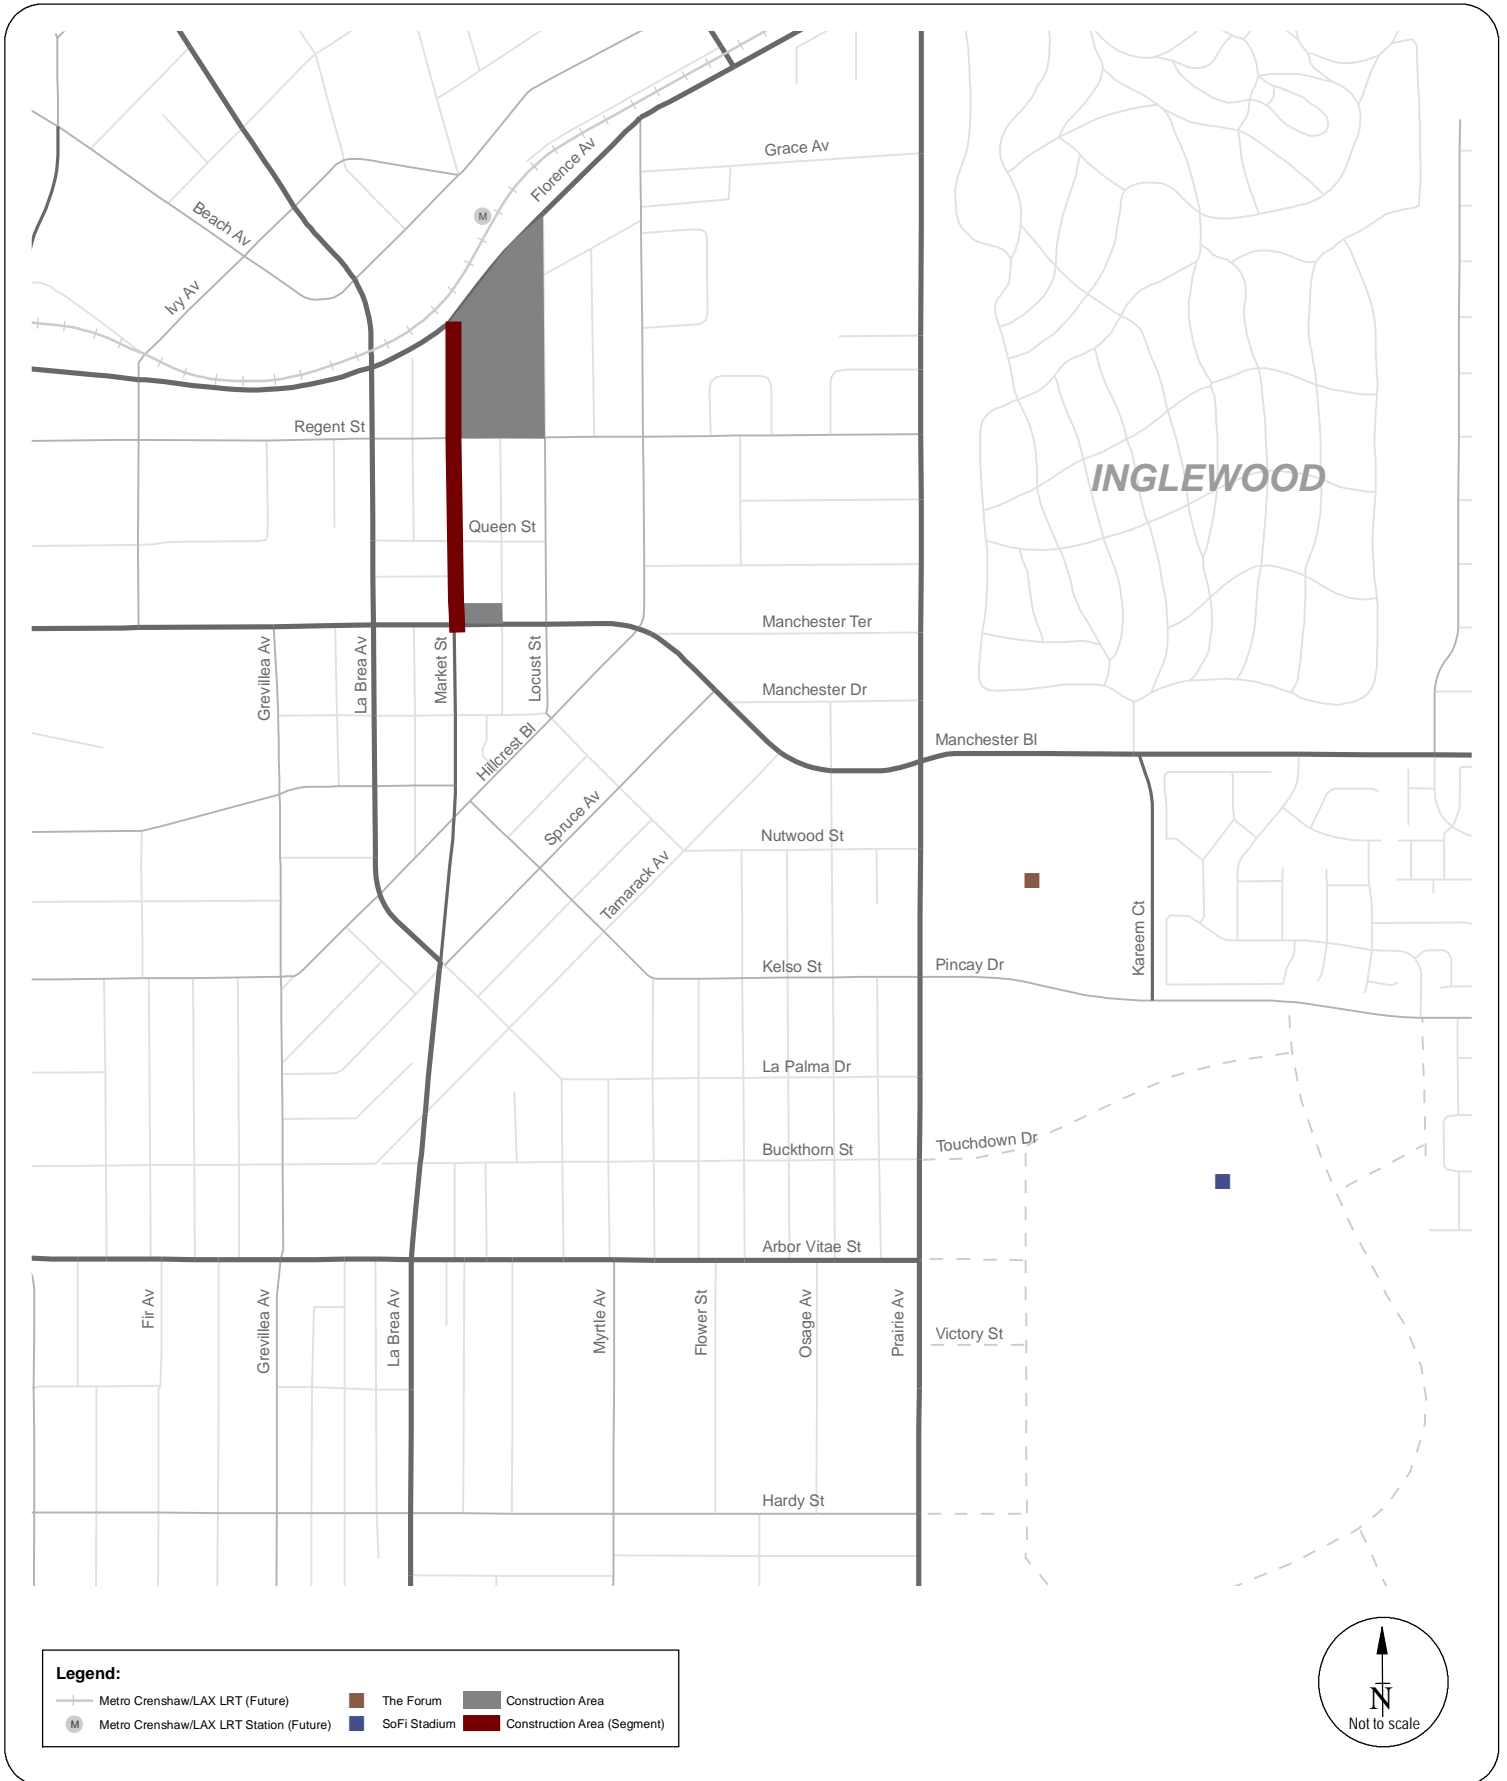 Grace Av
Florence Av
M
Beach Av
Ivy Av
Regent St
INGLEWOOD
Queen St
Manchester Ter
Grevillea Av
La Brea Av
Market St
Locust St
Manchester Dr
Manchester Bl
Hillcrest Bl
Spruce Av
Nutwood St
Tamarack Av
Kareem Ct
Kelso St
Pincay Dr
La Palma Dr
Touchdown Dr
Buckthorn St
Arbor Vitae St
Fir Av
Grevillea Av
La Brea Av
Myrtle Av
Flower St
Osage Av
Prairie Av
Victory St
Hardy St
Legend:
Metro Crenshaw/LAX LRT (Future)
The Forum
Construction Area
M
Metro Crenshaw/LAX LRT Station (Future)
SoFi Stadium
Construction Area (Segment)
N
Not to scale